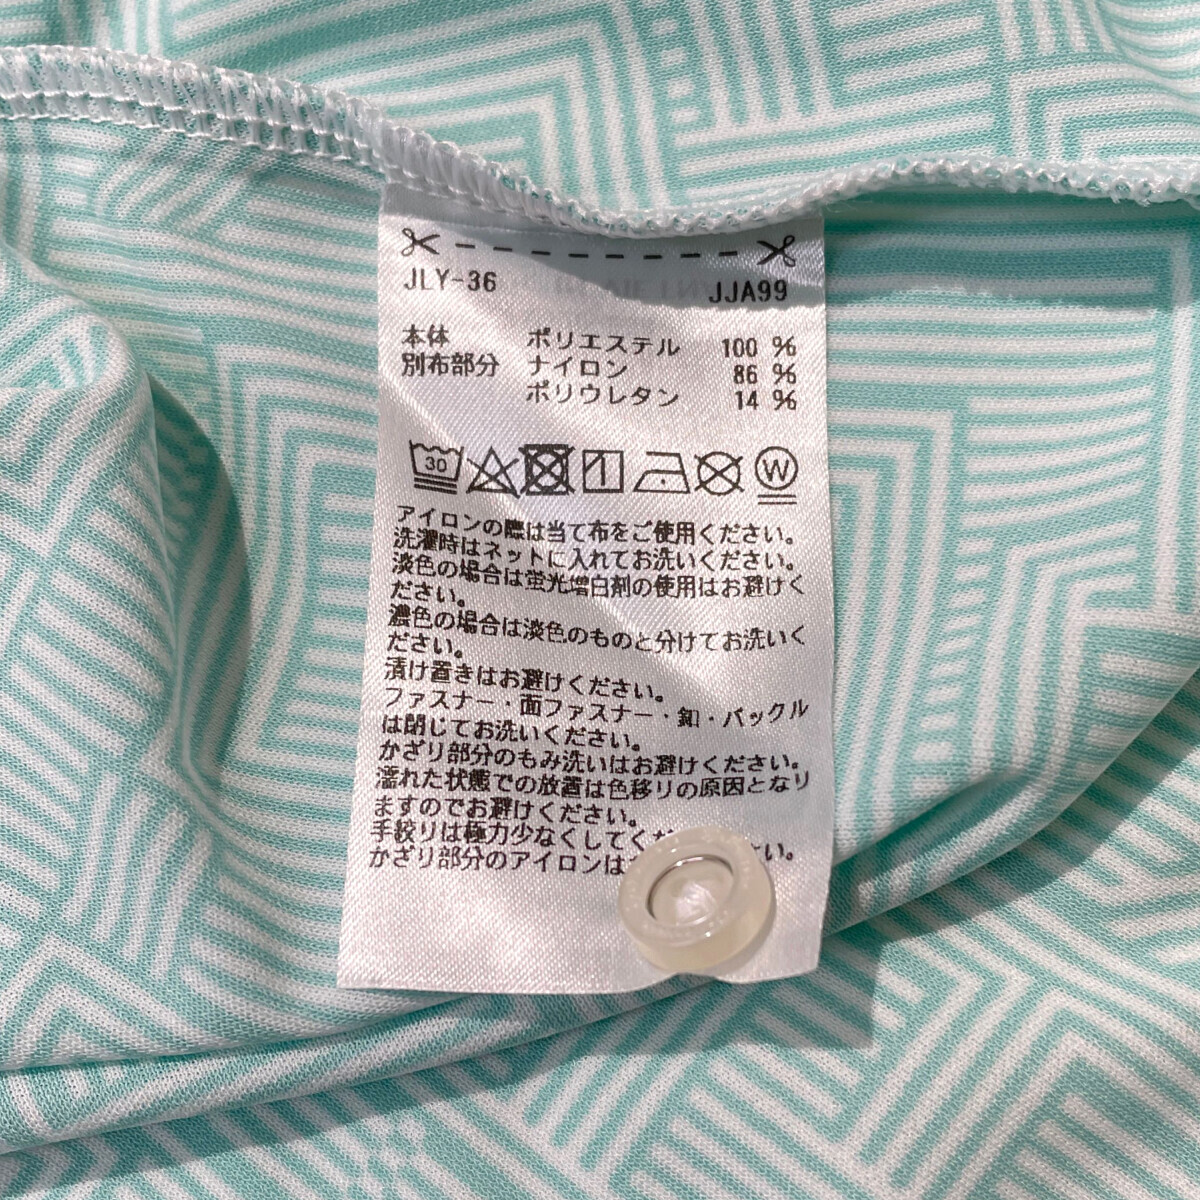 JLY-36 JJA99
本体 ポリエステル 100 %
別布部分 ナイロン 86 %
ポリウレタン 14 %
30 W
アイロンの際は当て布をご使用ください。
洗濯時はネットに入れてお洗いください。
淡色の場合は蛍光増白剤の使用はお避けく
ださい。
濃色の場合は淡色のものと分けてお洗いく
ださい。
漬け置きはお避けください。
ファスナー・面ファスナー・釦・バックル
は閉じてお洗いください。
かざり部分のもみ洗いはお避けください。
濡れた状態での放置は色移りの原因となり
ますのでお避けください。
手絞りは極力少なくしてくだ
かざり部分のアイロンは い。